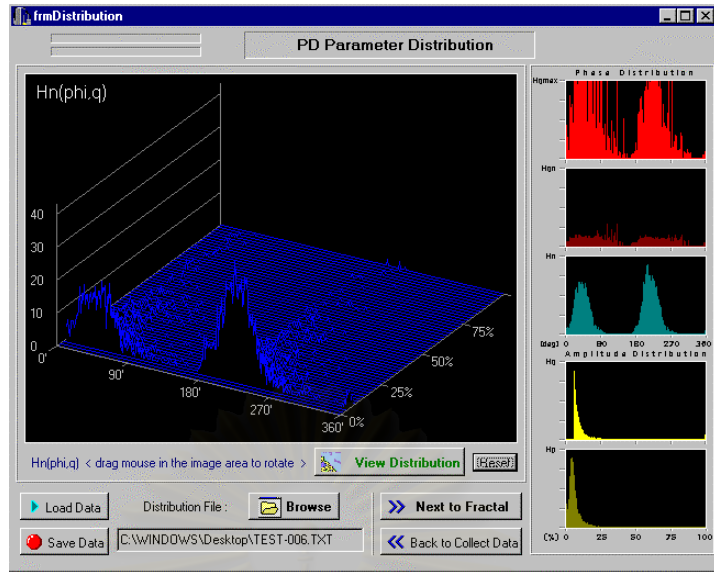 frmDistribution
PD Parameter Distribution
Hn(phi,q)
40
30
20
10
0
0'
90'
180'
270'
360'
0%
25%
50%
75%
Phase Distribution
Hqmax
Hqn
Hn
[deg] 0 90 180 270 360
Amplitude Distribution
Hq
Hp
[%] 0 25 50 75 100
Hn(phi,q) < drag mouse in the image area to rotate >
View Distribution
(Reset)
Load Data
Distribution File :
Browse
Next to Fractal
Save Data
C:\WINDOWS\Desktop\TEST-006.TXT
Back to Collect Data